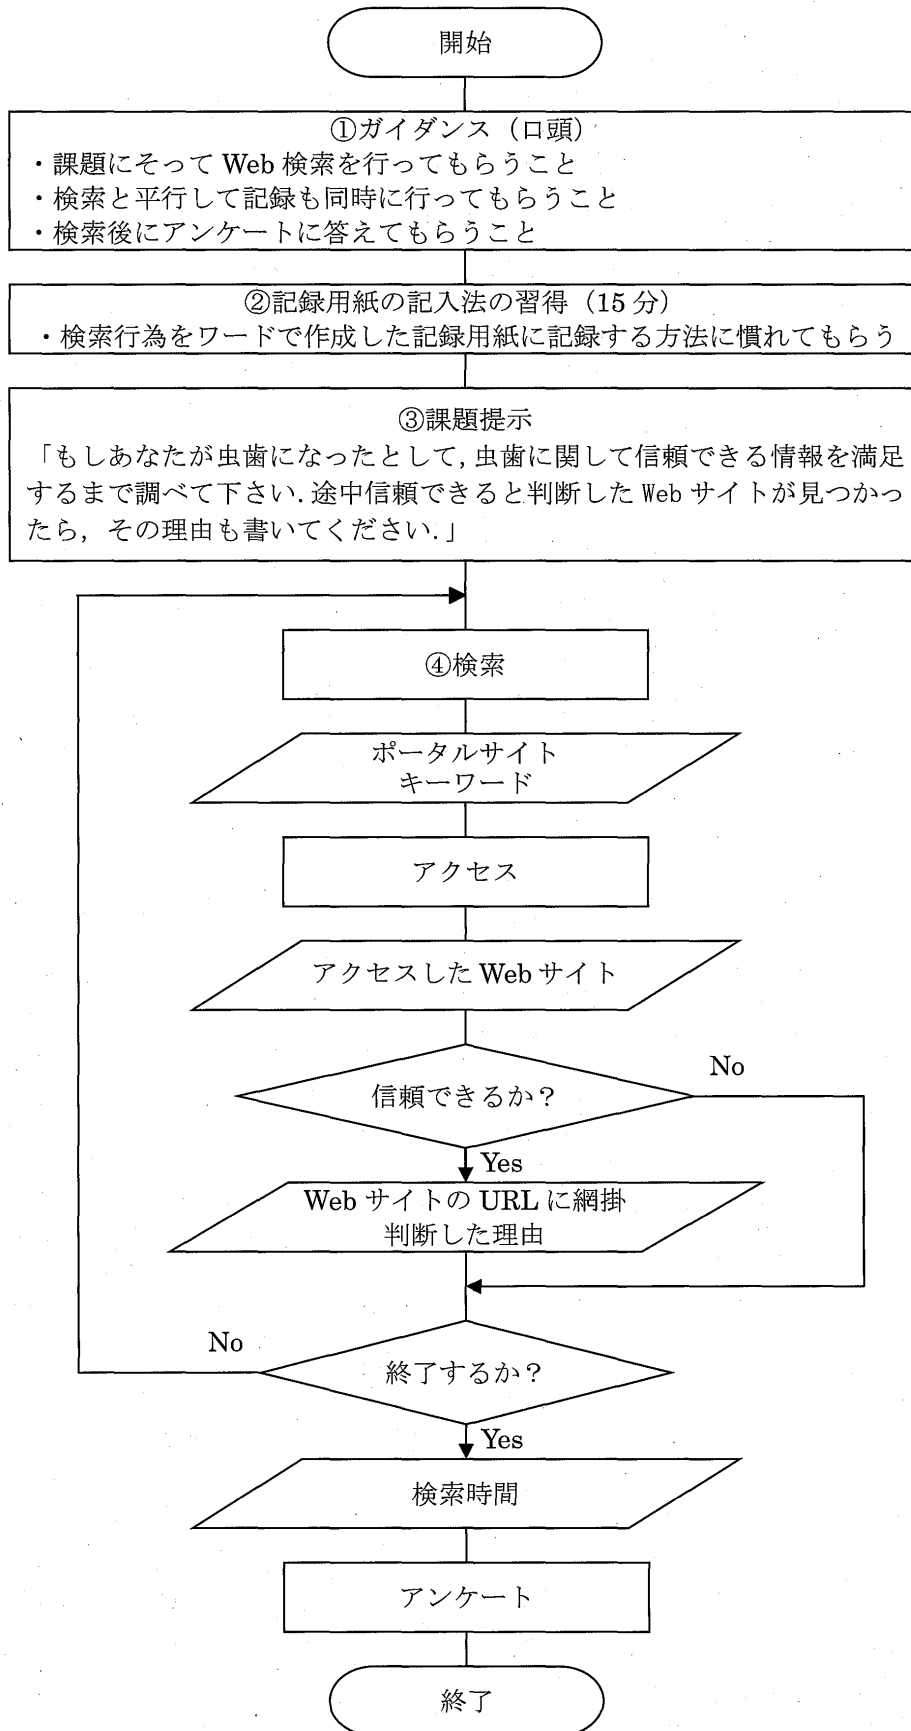 開始
①ガイダンス（口頭）
・課題にそって Web 検索を行ってもらうこと
・検索と平行して記録も同時に行ってもらうこと
・検索後にアンケートに答えてもらうこと
②記録用紙の記入法の習得（15 分）
・検索行為をワードで作成した記録用紙に記録する方法に慣れてもらう
③課題提示
「もしあなたが虫歯になったとして，虫歯に関して信頼できる情報を満足
するまで調べて下さい．途中信頼できると判断した Web サイトが見つかっ
たら，その理由も書いてください．」
④検索
ポータルサイト
キーワード
アクセス
アクセスした Web サイト
信頼できるか？
No
Yes
Web サイトの URL に網掛
判断した理由
No
終了するか？
Yes
検索時間
アンケート
終了